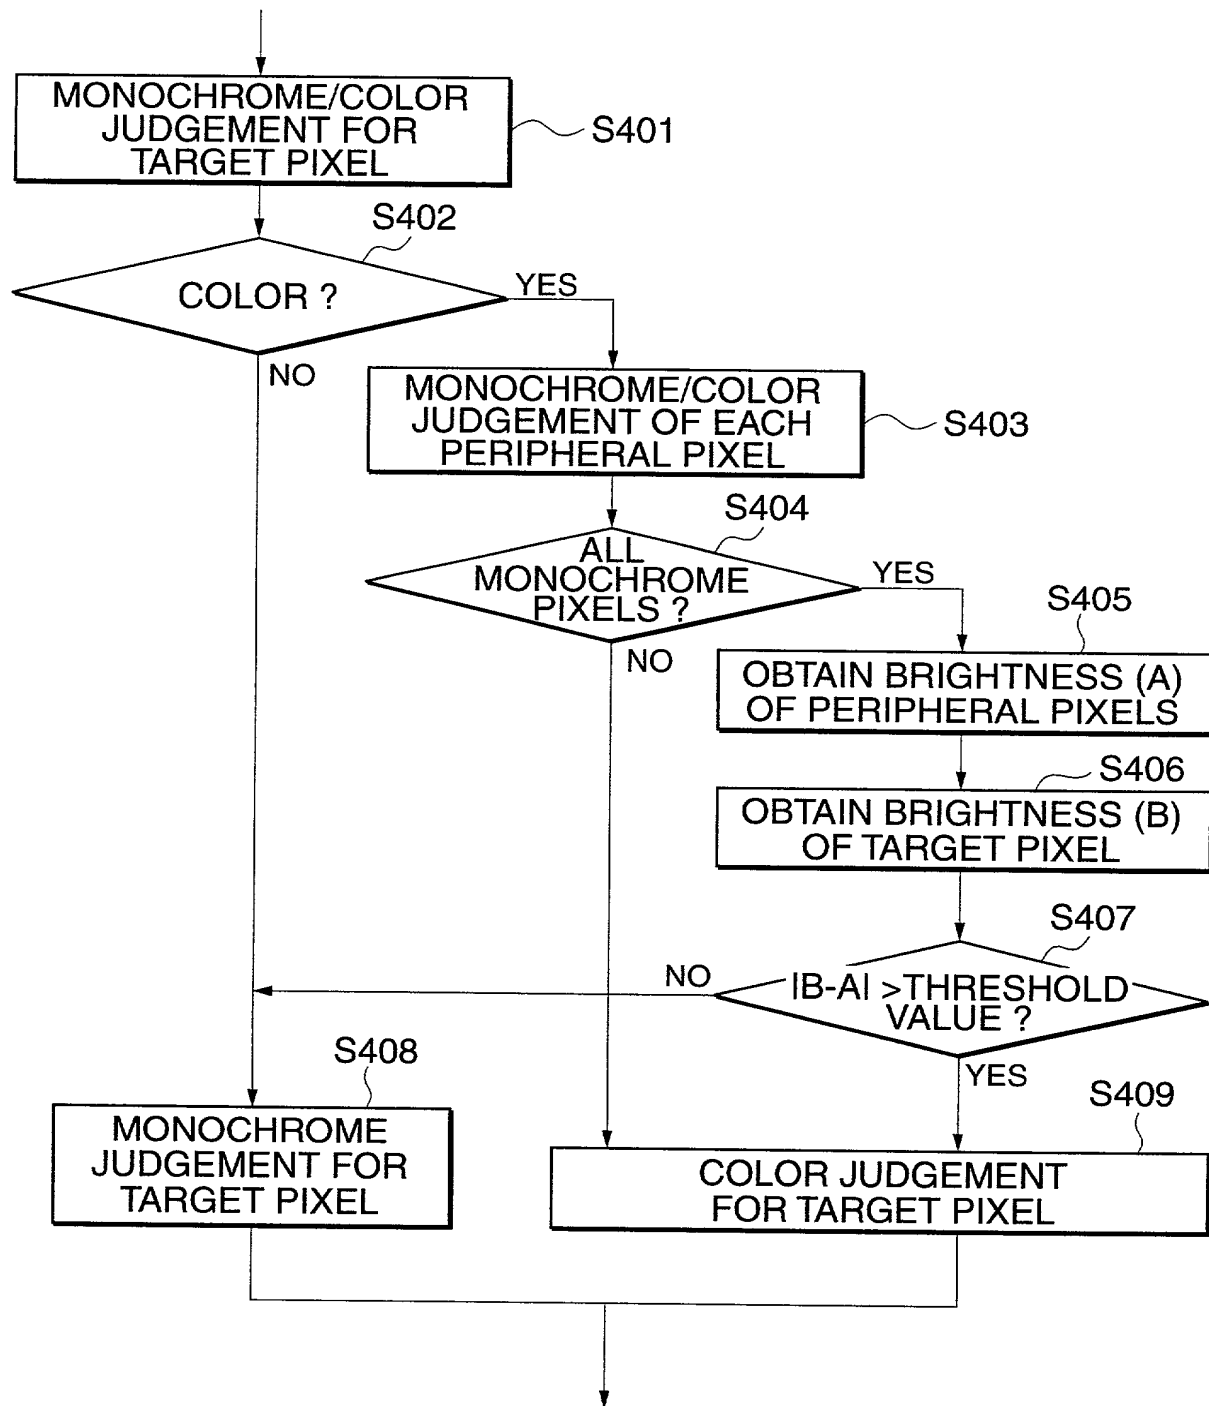 MONOCHROME/COLOR
JUDGEMENT FOR
TARGET PIXEL
S401
S402
COLOR ?
YES
NO
MONOCHROME/COLOR
JUDGEMENT OF EACH
PERIPHERAL PIXEL
S403
S404
ALL
MONOCHROME
PIXELS ?
YES
NO
S405
OBTAIN BRIGHTNESS (A)
OF PERIPHERAL PIXELS
S406
OBTAIN BRIGHTNESS (B)
OF TARGET PIXEL
S407
|B-A| >THRESHOLD
VALUE ?
NO
YES
S408
MONOCHROME
JUDGEMENT FOR
TARGET PIXEL
S409
COLOR JUDGEMENT
FOR TARGET PIXEL